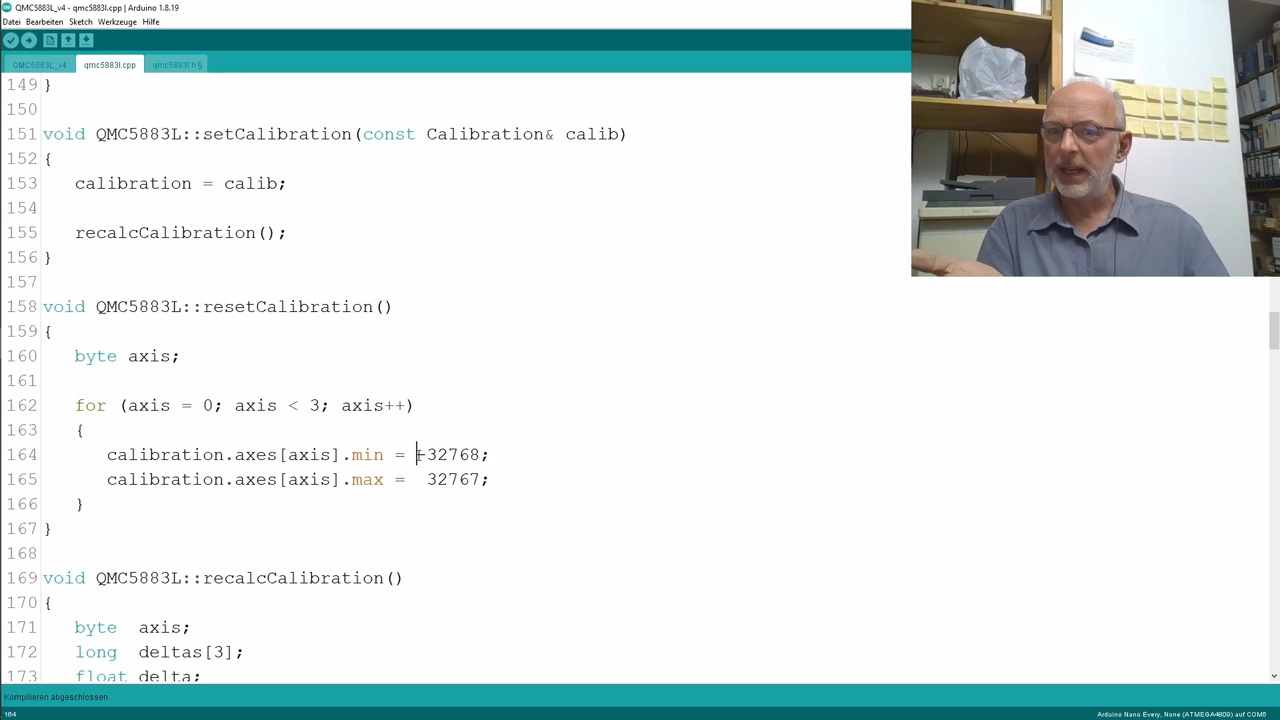 QMC5883L_v4 - qmc5883l.cpp | Arduino 1.8.19
Datei Bearbeiten Sketch Werkzeuge Hilfe
QMC5883L_v4 qmc5883l.cpp qmc5883l.h §
149 }
150
151 void QMC5883L::setCalibration(const Calibration& calib)
152 {
153 calibration = calib;
154
155 recalcCalibration();
156 }
157
158 void QMC5883L::resetCalibration()
159 {
160 byte axis;
161
162 for (axis = 0; axis < 3; axis++)
163 {
164 calibration.axes[axis].min = -32768;
165 calibration.axes[axis].max = 32767;
166 }
167 }
168
169 void QMC5883L::recalcCalibration()
170 {
171 byte axis;
172 long deltas[3];
173 float delta;
Kompilieren abgeschlossen.
164 Arduino Nano Every, None (ATMEGA4809) auf COM5